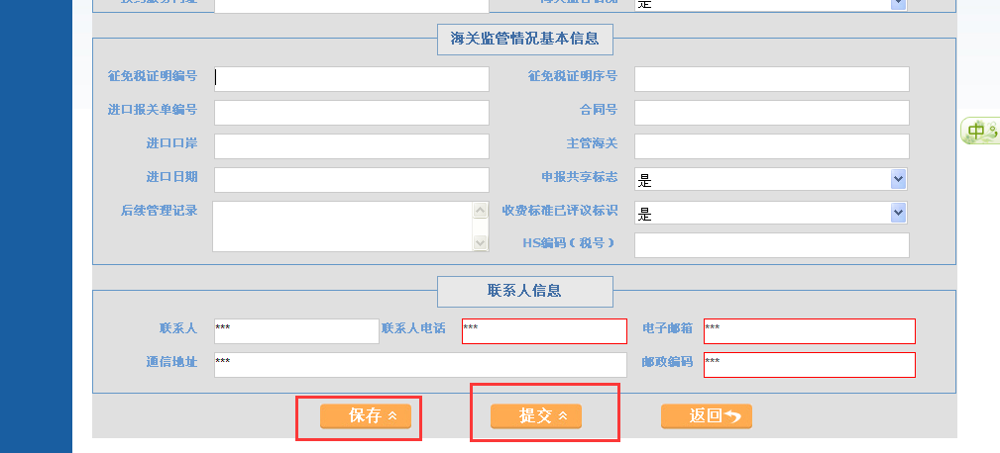 是
海关监管情况基本信息
征免税证明编号 征免税证明序号
进口报关单编号 合同号
进口口岸 主管海关
进口日期 申报共享标志 是
后续管理记录 收费标准已评议标识 是
HS编码（税号）
联系人信息
联系人 *** 联系人电话 *** 电子邮箱 ***
通信地址 *** 邮政编码 ***
保存 提交 返回
中